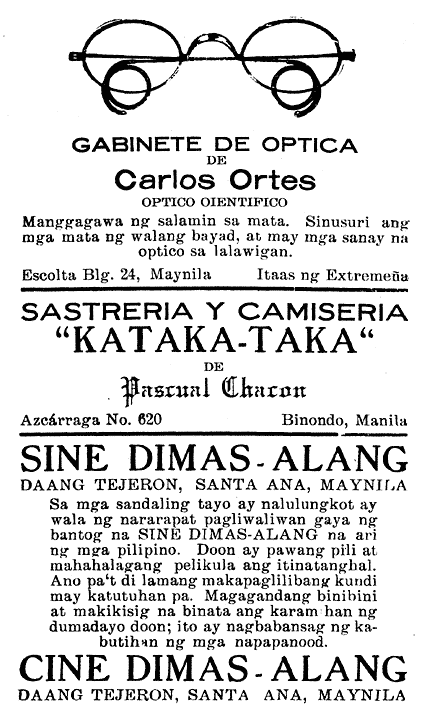 GABINETE DE OPTICA
DE
Carlos Ortes
OPTICO OIENTIFICO
Manggagawa ng salamin sa mata. Sinusuri ang
mga mata ng walang bayad, at may mga sanay na
optico sa lalawigan.
Escolta Blg. 24, Maynila Itaas ng Extremeña
SASTRERIA Y CAMISERIA
“KATAKA-TAKA“
DE
Pascual Chacon
Azcárraga No. 620 Binondo, Manila
SINE DIMAS-ALANG
DAANG TEJERON, SANTA ANA, MAYNILA
Sa mga sandaling tayo ay nalulungkot ay
wala ng nararapat pagliwaliwan gaya ng
bantog na SINE DIMAS-ALANG na ari
ng mga pilipino. Doon ay pawang pili at
mahahalagang pelikula ang itinatanghal.
Ano pa‘t di lamang makapaglilibang kundi
may katutuhan pa. Magagandang binibini
at makikisig na binata ang karam han ng
dumadayo doon; ito ay nagbabansag ng ka-
butihan ng mga napapanood.
CINE DIMAS-ALANG
DAANG TEJERON, SANTA ANA, MAYNILA